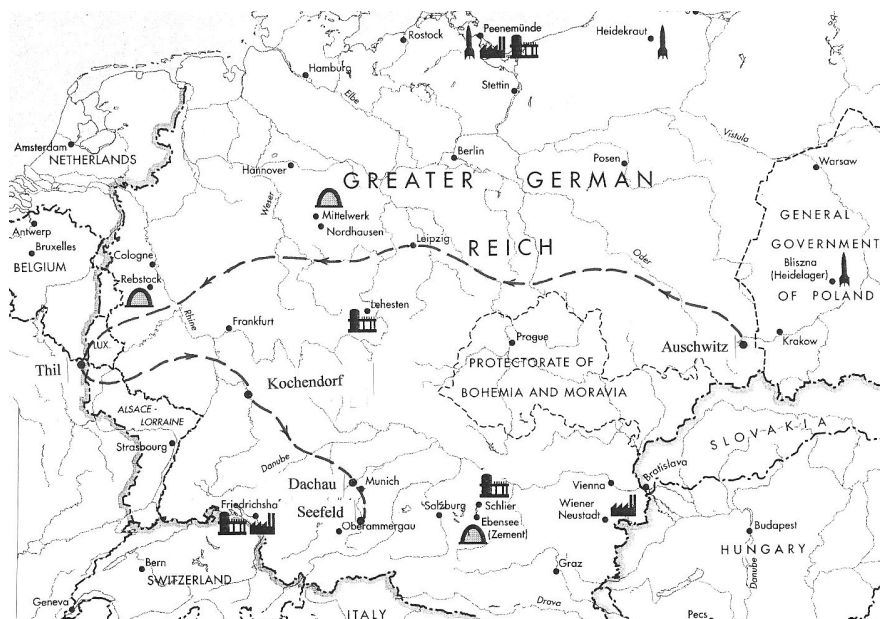 Peenemünde
Rostock
Heidekraut
Hamburg
Stettin
Elbe
Vistula
Amsterdam
NETHERLANDS
Berlin
Posen
Warsaw
Hannover
GREATER GERMAN
Weser
Mittelwerk
Nordhausen
GENERAL
GOVERNMENT
Antwerp
Bruxelles
BELGIUM
Cologne
Leipzig
REICH
Oder
Bliszna
(Heidelager)
Rebstock
OF POLAND
Lehesten
Rhine
Frankfurt
Prague
Auschwitz
Krakow
LUX.
Thil
PROTECTORATE OF
BOHEMIA AND MORAVIA
Kochendorf
ALSACE -
LORRAINE
Strasbourg
SLOVAKIA
Danube
Dachau
Munich
Vienna
Bratislava
Seefeld
Friedrichsha
Salzburg
Schlier
Wiener
Neustadt
Oberammergau
Ebensee
(Zement)
Budapest
HUNGARY
Bern
SWITZERLAND
Graz
Danube
Geneva
ITALY
Drava
Pecs